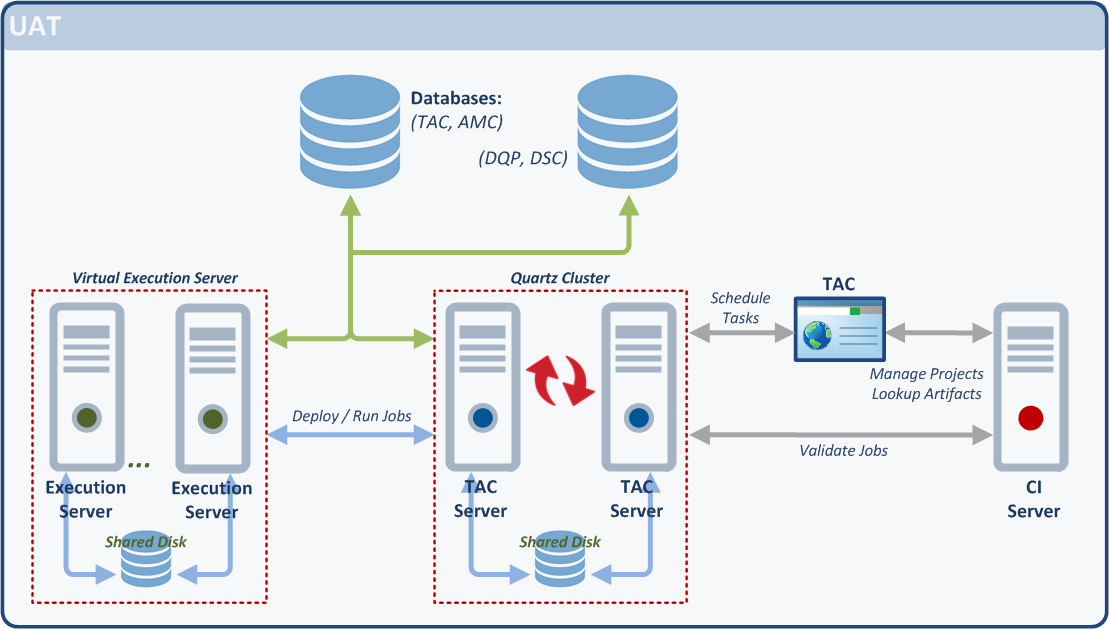 UAT
Databases:
(TAC, AMC)
(DQP, DSC)
Virtual Execution Server
Quartz Cluster
TAC
Schedule
Tasks
Manage Projects
Lookup Artifacts
Deploy / Run Jobs
Validate Jobs
...
Execution
Server
Execution
Server
TAC
Server
TAC
Server
CI
Server
Shared Disk
Shared Disk